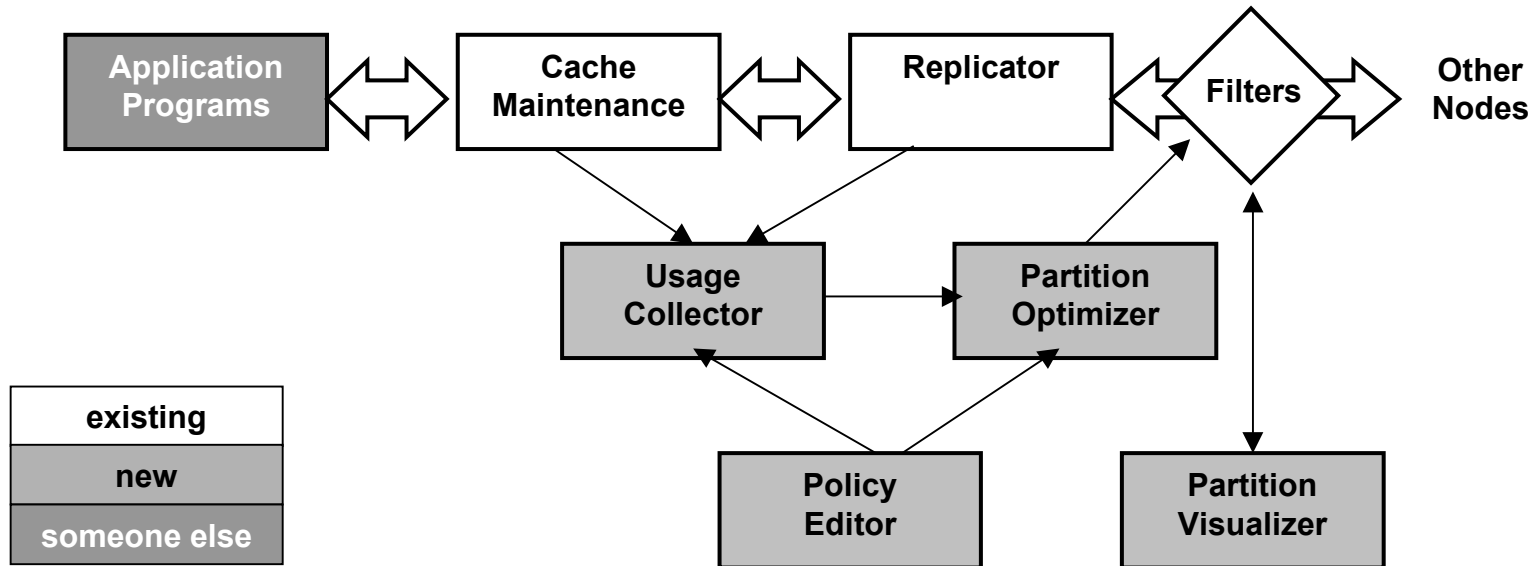 Application
Programs
Cache
Maintenance
Replicator
Filters
Other
Nodes
Usage
Collector
Partition
Optimizer
existing
new
someone else
Policy
Editor
Partition
Visualizer